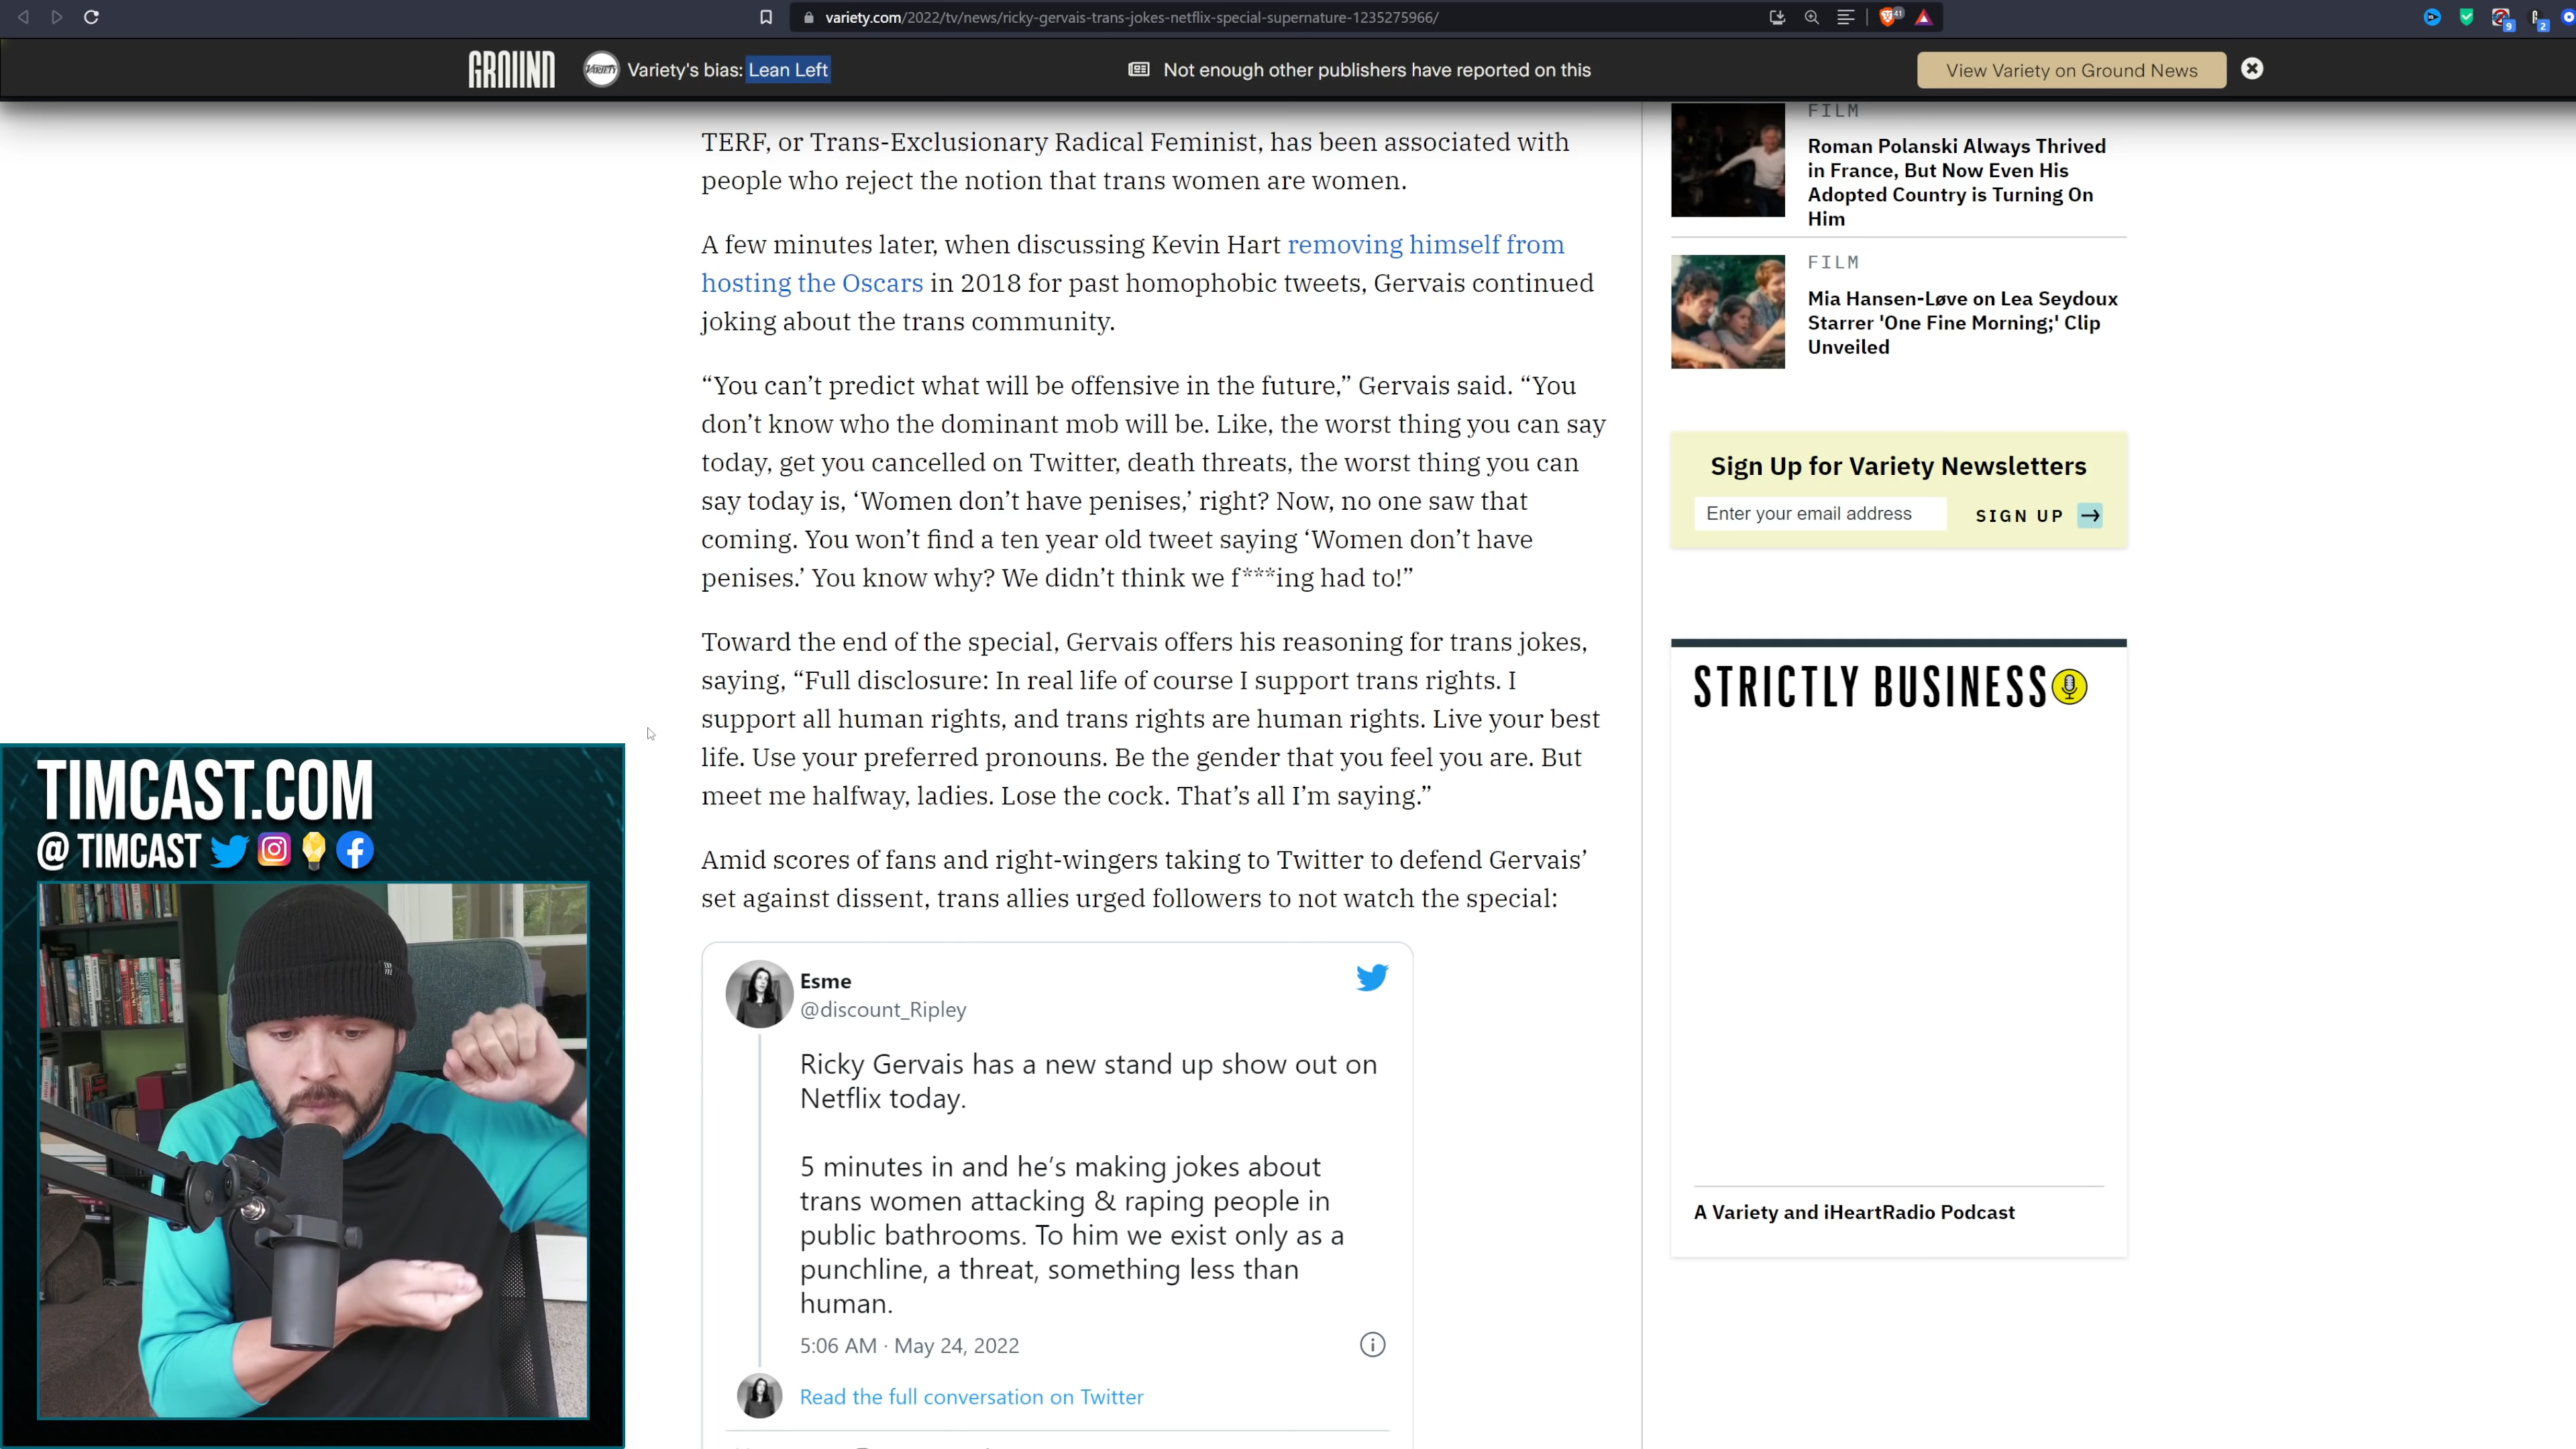 variety.com/2022/tv/news/ricky-gervais-trans-jokes-netflix-special-supernature-1235275966/
41
9
2
GROUND
VARIETY
Variety's bias: Lean Left
Not enough other publishers have reported on this
View Variety on Ground News
TERF, or Trans-Exclusionary Radical Feminist, has been associated with
people who reject the notion that trans women are women.
A few minutes later, when discussing Kevin Hart removing himself from
hosting the Oscars in 2018 for past homophobic tweets, Gervais continued
joking about the trans community.
“You can’t predict what will be offensive in the future,” Gervais said. “You
don’t know who the dominant mob will be. Like, the worst thing you can say
today, get you cancelled on Twitter, death threats, the worst thing you can
say today is, ‘Women don’t have penises,’ right? Now, no one saw that
coming. You won’t find a ten year old tweet saying ‘Women don’t have
penises.’ You know why? We didn’t think we f***ing had to!”
Toward the end of the special, Gervais offers his reasoning for trans jokes,
saying, “Full disclosure: In real life of course I support trans rights. I
support all human rights, and trans rights are human rights. Live your best
life. Use your preferred pronouns. Be the gender that you feel you are. But
meet me halfway, ladies. Lose the cock. That’s all I’m saying.”
Amid scores of fans and right-wingers taking to Twitter to defend Gervais’
set against dissent, trans allies urged followers to not watch the special:
Esme
@discount_Ripley
Ricky Gervais has a new stand up show out on
Netflix today.
5 minutes in and he’s making jokes about
trans women attacking & raping people in
public bathrooms. To him we exist only as a
punchline, a threat, something less than
human.
5:06 AM · May 24, 2022
Read the full conversation on Twitter
FILM
Roman Polanski Always Thrived
in France, But Now Even His
Adopted Country is Turning On
Him
FILM
Mia Hansen-Løve on Lea Seydoux
Starrer 'One Fine Morning;' Clip
Unveiled
Sign Up for Variety Newsletters
Enter your email address
SIGN UP
STRICTLY BUSINESS
A Variety and iHeartRadio Podcast
TIMCAST.COM
@ TIMCAST